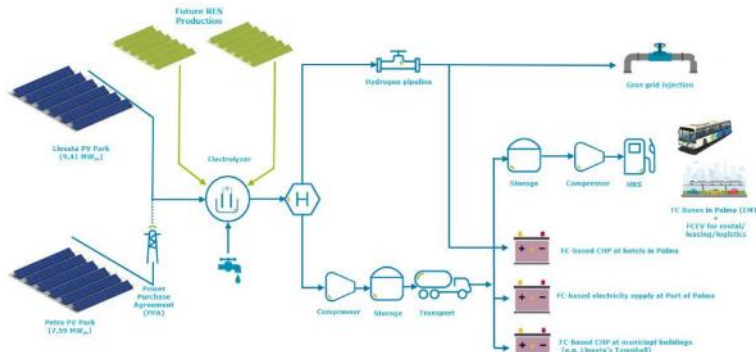 Future RES
Production
Hydrogen pipeline
Gren grid injection
Lloseta PV Park
(9,41 MWp)
Electrolyzer
H
Storage
Compressor
HRS
FC Buses in Palma (EMT)
+
FCEV for rental/
leasing/logistics
Power
Purchase
Agreement
(PPA)
FC-based CHP at hotels in Palma
Compressor
Storage
Transport
FC-based electricity supply at Port of Palma
Petra PV Park
(7,99 MWp)
FC-based CHP at municipal buildings
(e.g. Lloseta's Townhall)